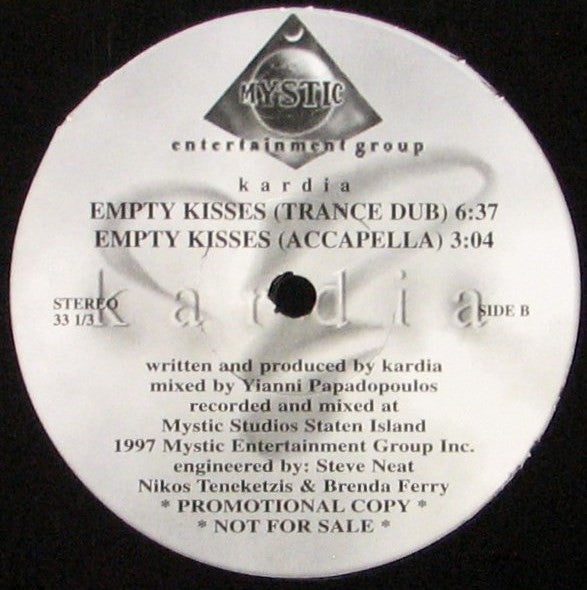 MYSTIC
entertainment group
kardia
EMPTY KISSES (TRANCE DUB) 6:37
EMPTY KISSES (ACCAPELLA) 3:04
kardia
STEREO
33 1/3
SIDE B
written and produced by kardia
mixed by Yianni Papadopoulos
recorded and mixed at
Mystic Studios Staten Island
1997 Mystic Entertainment Group Inc.
engineered by: Steve Neat
Nikos Teneketzis & Brenda Ferry
* PROMOTIONAL COPY *
* NOT FOR SALE *